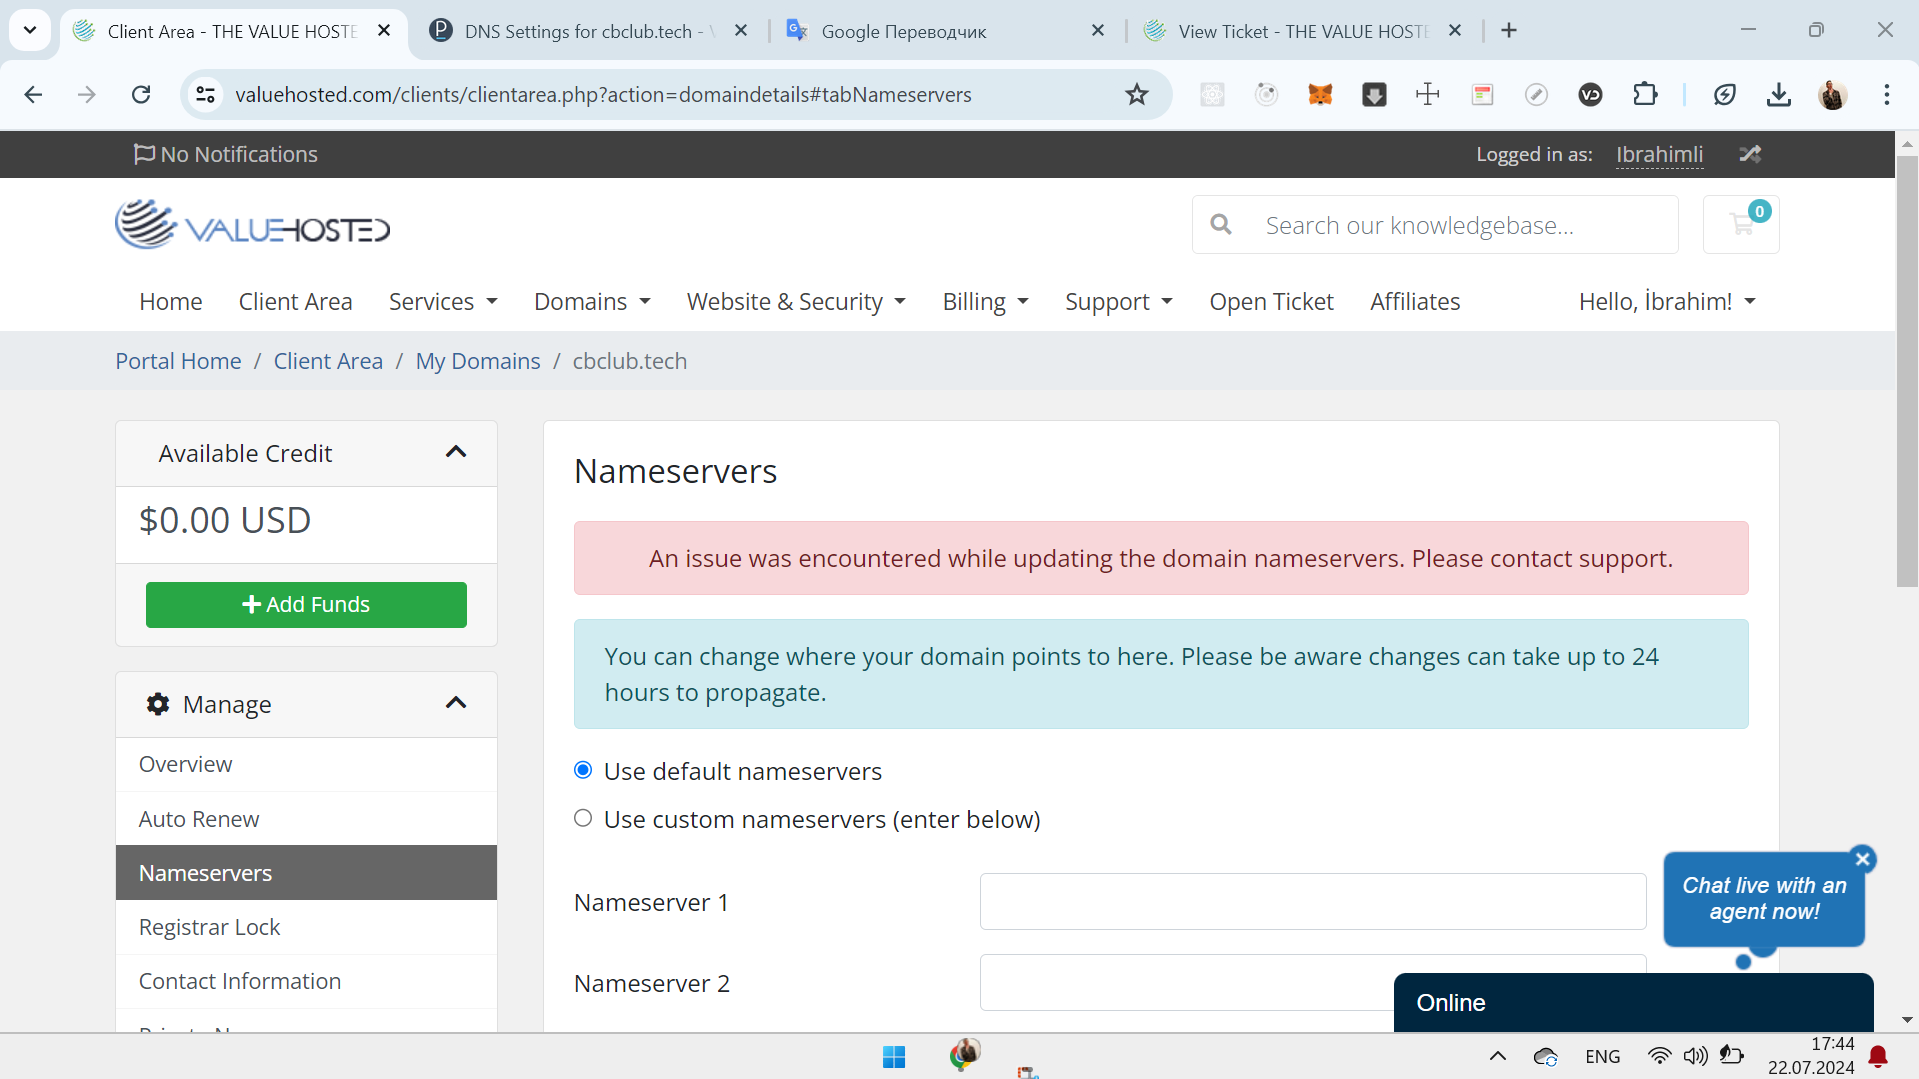 Client Area - THE VALUE HOSTE
DNS Settings for cbclub.tech -
Google Переводчик
View Ticket - THE VALUE HOSTE
valuehosted.com/clients/clientarea.php?action=domaindetails#tabNameservers
No Notifications
Logged in as: Ibrahimli
VALUEHOSTED
Search our knowledgebase...
0
Home
Client Area
Services
Domains
Website & Security
Billing
Support
Open Ticket
Affiliates
Hello, İbrahim!
Portal Home / Client Area / My Domains / cbclub.tech
Available Credit
$0.00 USD
Add Funds
Manage
Overview
Auto Renew
Nameservers
Registrar Lock
Contact Information
Nameservers
An issue was encountered while updating the domain nameservers. Please contact support.
You can change where your domain points to here. Please be aware changes can take up to 24
hours to propagate.
Use default nameservers
Use custom nameservers (enter below)
Nameserver 1
Nameserver 2
Chat live with an
agent now!
Online
ENG
17:44
22.07.2024